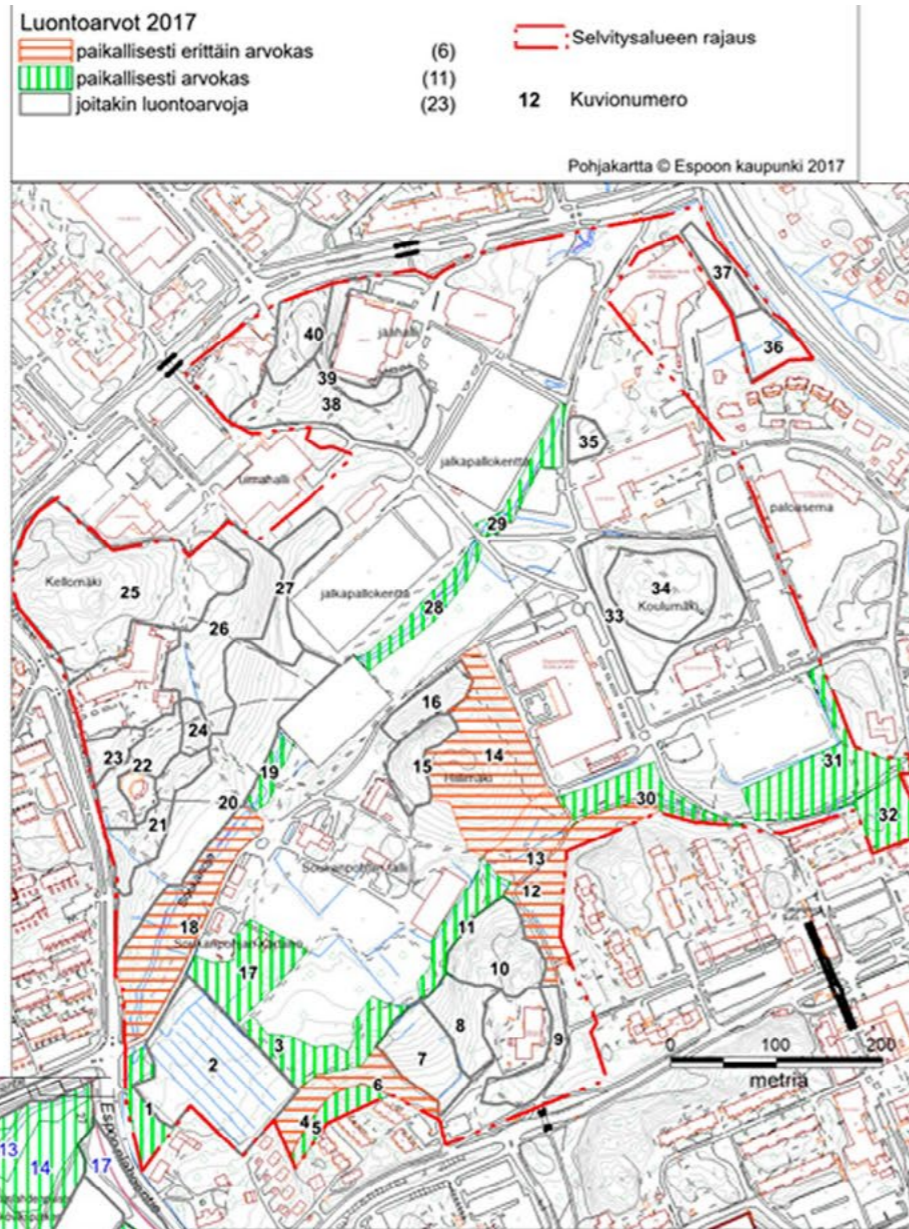 Luontoarvot 2017
paikallisesti erittäin arvokas (6)
paikallisesti arvokas (11)
joitakin luontoarvoja (23)
Selvitysalueen rajaus
12 Kuvionumero
Pohjakartta © Espoon kaupunki 2017
37
40
jäähalli
36
39
38
35
jalkapallokenttä
uimahalli
29
paloasema
Kellomäki
25
27
34
jalkapallokenttä
Koulumäki
28
26
33
16
24
14
23
22
15
19
31
20
30
21
32
13
12
18
11
17
10
3
8
2
7
9
6
0 100 200
metriä
4
5
1
13
14
17